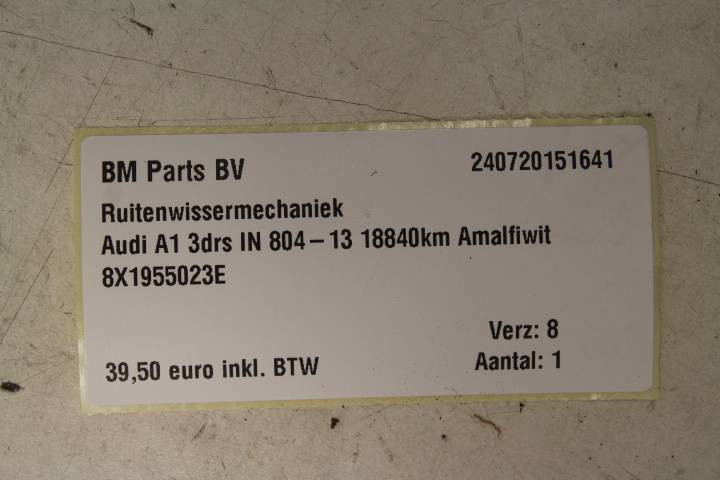 BM Parts BV 240720151641
Ruitenwissermechaniek
Audi A1 3drs IN 804-13 18840km Amalfiwit
8X1955023E
Verz: 8
39,50 euro inkl. BTW Aantal: 1